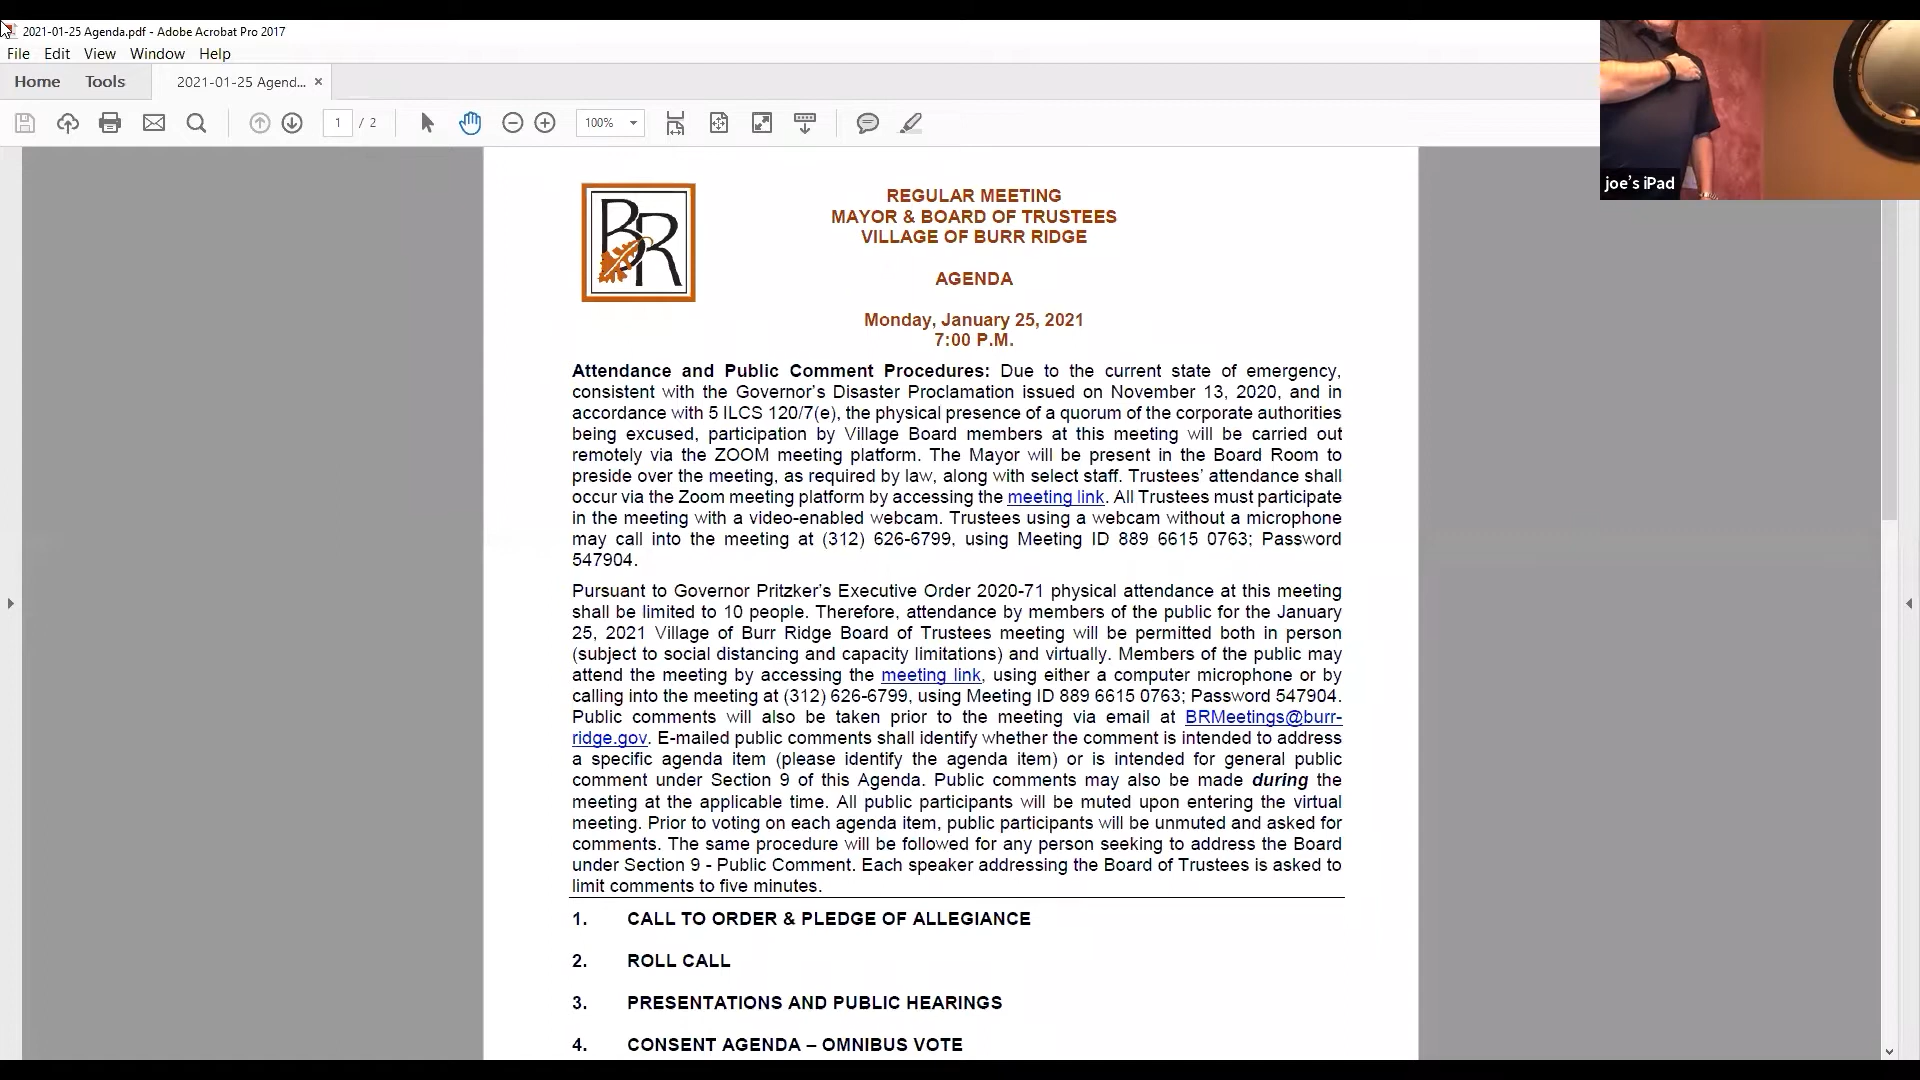 2021-01-25 Agenda.pdf - Adobe Acrobat Pro 2017
File Edit View Window Help
Home Tools 2021-01-25 Agend... ×
1 / 2 100%
joe's iPad
BR
REGULAR MEETING
MAYOR & BOARD OF TRUSTEES
VILLAGE OF BURR RIDGE
AGENDA
Monday, January 25, 2021
7:00 P.M.
Attendance and Public Comment Procedures: Due to the current state of emergency,
consistent with the Governor's Disaster Proclamation issued on November 13, 2020, and in
accordance with 5 ILCS 120/7(e), the physical presence of a quorum of the corporate authorities
being excused, participation by Village Board members at this meeting will be carried out
remotely via the ZOOM meeting platform. The Mayor will be present in the Board Room to
preside over the meeting, as required by law, along with select staff. Trustees' attendance shall
occur via the Zoom meeting platform by accessing the meeting link. All Trustees must participate
in the meeting with a video-enabled webcam. Trustees using a webcam without a microphone
may call into the meeting at (312) 626-6799, using Meeting ID 889 6615 0763; Password
547904.
Pursuant to Governor Pritzker's Executive Order 2020-71 physical attendance at this meeting
shall be limited to 10 people. Therefore, attendance by members of the public for the January
25, 2021 Village of Burr Ridge Board of Trustees meeting will be permitted both in person
(subject to social distancing and capacity limitations) and virtually. Members of the public may
attend the meeting by accessing the meeting link, using either a computer microphone or by
calling into the meeting at (312) 626-6799, using Meeting ID 889 6615 0763; Password 547904.
Public comments will also be taken prior to the meeting via email at BRMeetings@burr-
ridge.gov. E-mailed public comments shall identify whether the comment is intended to address
a specific agenda item (please identify the agenda item) or is intended for general public
comment under Section 9 of this Agenda. Public comments may also be made during the
meeting at the applicable time. All public participants will be muted upon entering the virtual
meeting. Prior to voting on each agenda item, public participants will be unmuted and asked for
comments. The same procedure will be followed for any person seeking to address the Board
under Section 9 - Public Comment. Each speaker addressing the Board of Trustees is asked to
limit comments to five minutes.
1. CALL TO ORDER & PLEDGE OF ALLEGIANCE
2. ROLL CALL
3. PRESENTATIONS AND PUBLIC HEARINGS
4. CONSENT AGENDA – OMNIBUS VOTE